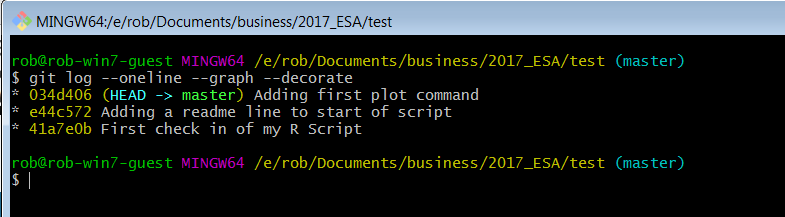 MINGW64:/e/rob/Documents/business/2017_ESA/test
rob@rob-win7-guest MINGW64 /e/rob/Documents/business/2017_ESA/test (master)
$ git log --oneline --graph --decorate
* 034d406 (HEAD -> master) Adding first plot command
* e44c572 Adding a readme line to start of script
* 41a7e0b First check in of my R Script
rob@rob-win7-guest MINGW64 /e/rob/Documents/business/2017_ESA/test (master)
$